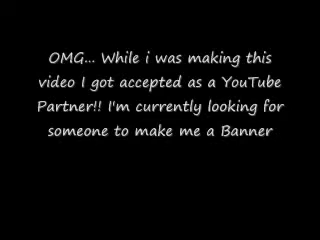 OMG... While i was making this
video I got accepted as a YouTube
Partner!! I'm currently looking for
someone to make me a Banner